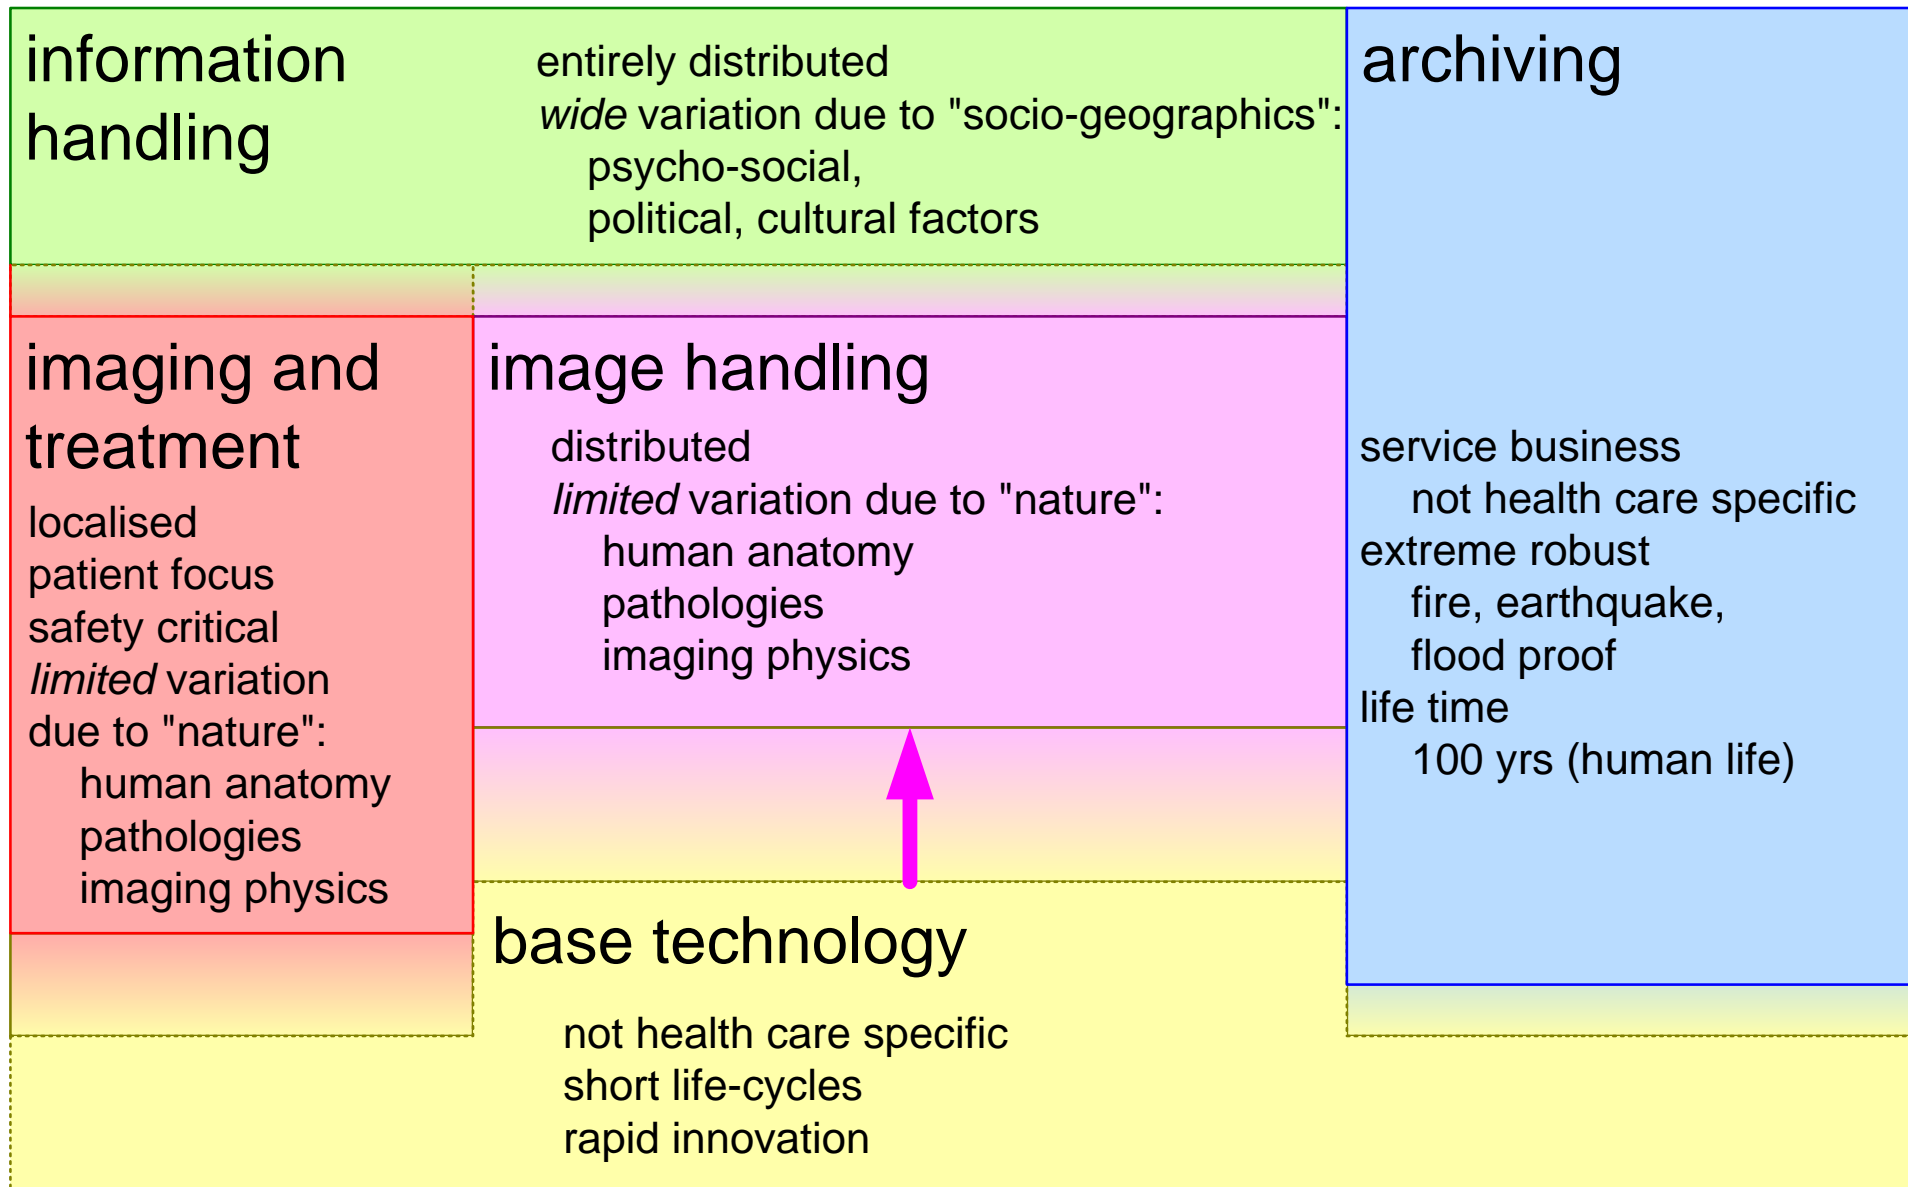 information
handling
entirely distributed
wide variation due to "socio-geographics":
psycho-social,
political, cultural factors
archiving
service business
not health care specific
extreme robust
fire, earthquake,
flood proof
life time
100 yrs (human life)
imaging and
treatment
localised
patient focus
safety critical
limited variation
due to "nature":
human anatomy
pathologies
imaging physics
image handling
distributed
limited variation due to "nature":
human anatomy
pathologies
imaging physics
base technology
not health care specific
short life-cycles
rapid innovation